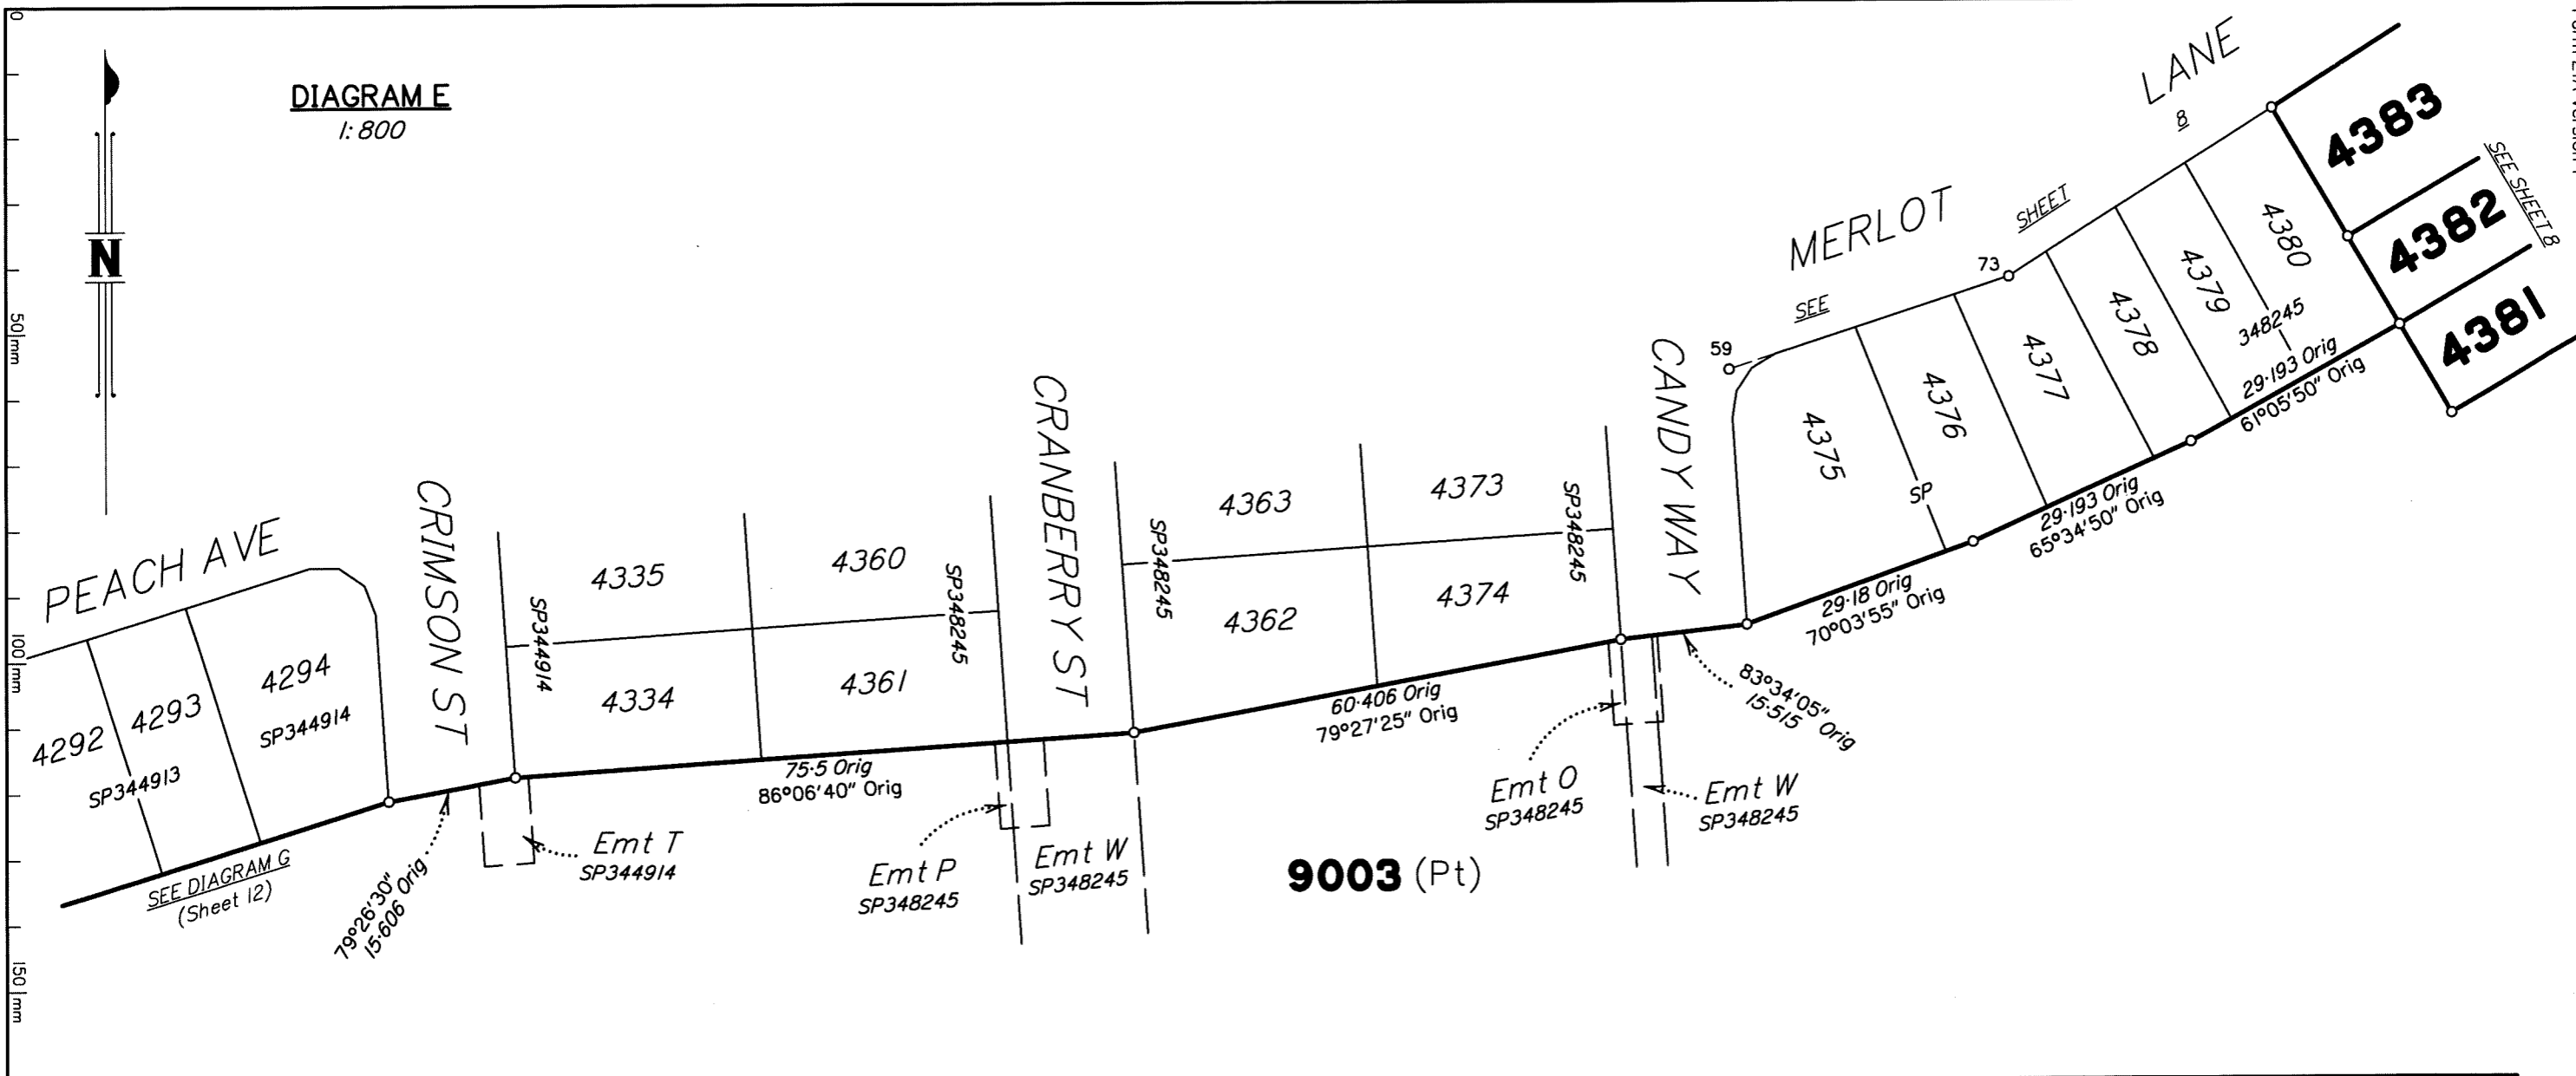 DIAGRAM E
1:800
N
0
50 mm
100 mm
150 mm
LANE
8
4383
SEE SHEET 8
4382
4381
MERLOT
SHEET
SEE
73
59
4380
4379
348245
4378
4377
4376
4375
SP
29·193 Orig
61°05'50" Orig
29·193 Orig
65°34'50" Orig
29·18 Orig
70°03'55" Orig
CANDY WAY
83°34'05" Orig
15·515
CRANBERRY ST
4363
4373
SP348245
SP348245
4362
4374
60·406 Orig
79°27'25" Orig
CRIMSON ST
4335
4360
SP344914
SP348245
4334
4361
75·5 Orig
86°06'40" Orig
PEACH AVE
4292
4293
4294
SP344914
SP344913
SEE DIAGRAM G
(Sheet 12)
79°26'30"
15·606 Orig
Emt T
SP344914
Emt P
SP348245
Emt W
SP348245
9003 (Pt)
Emt O
SP348245
Emt W
SP348245